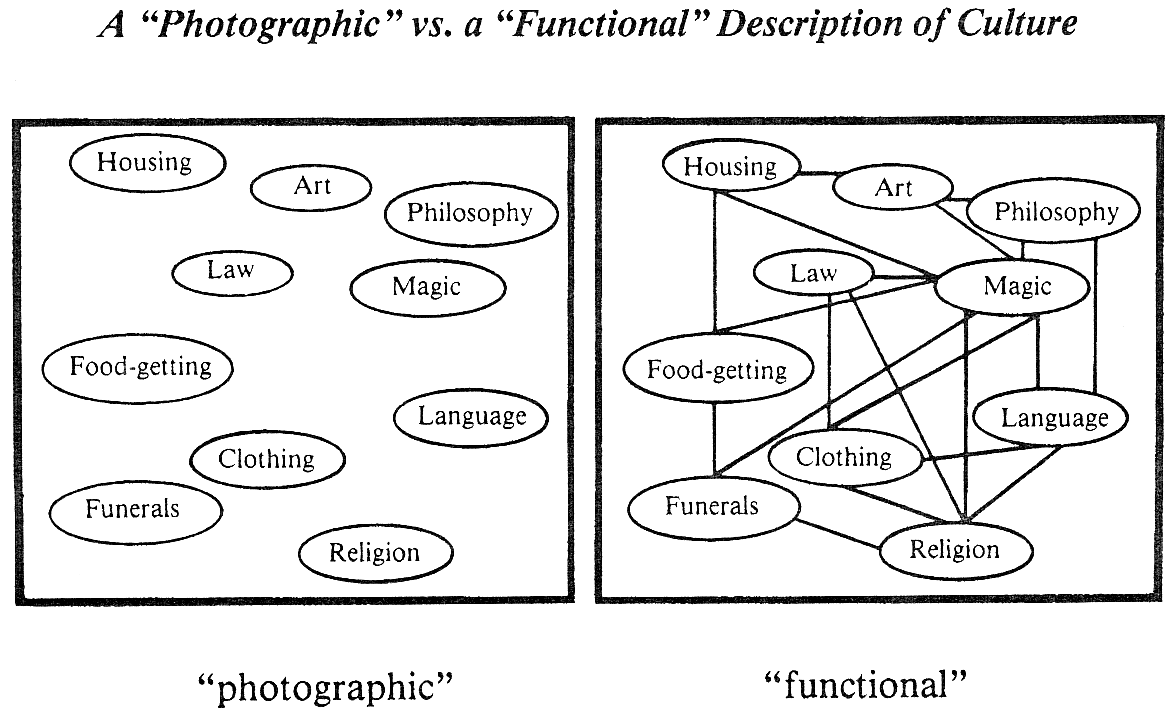 A “Photographic” vs. a “Functional” Description of Culture
Housing
Art
Philosophy
Law
Magic
Food-getting
Language
Clothing
Funerals
Religion
“photographic”
Housing
Art
Philosophy
Law
Magic
Food-getting
Language
Clothing
Funerals
Religion
“functional”